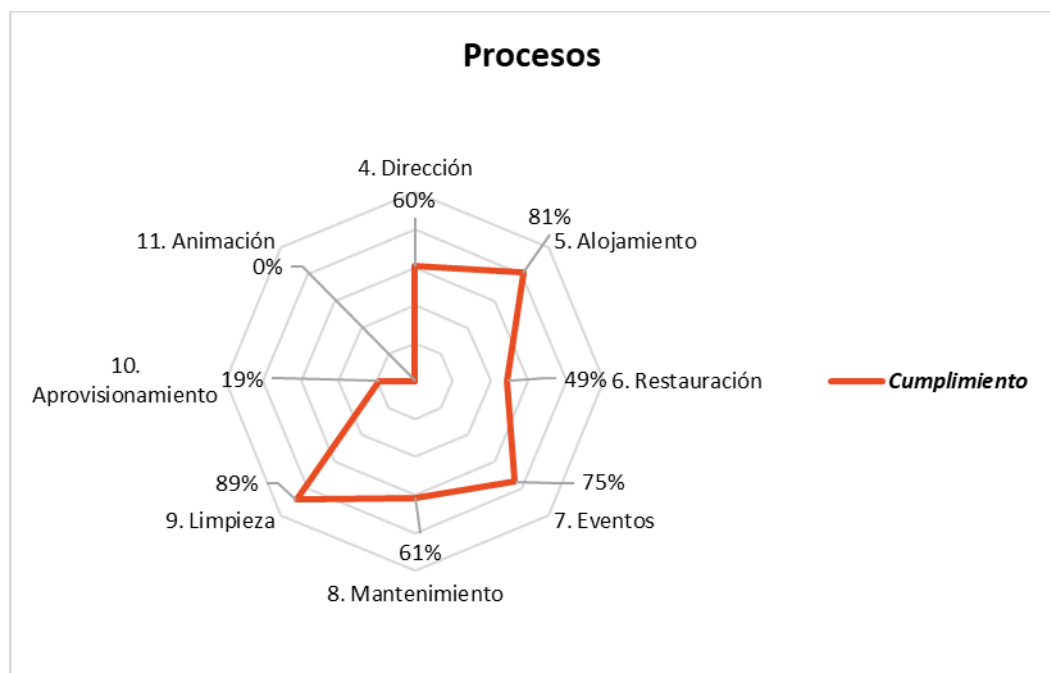 Procesos
4. Dirección
60%
81%
5. Alojamiento
49%
6. Restauración
75%
7. Eventos
61%
8. Mantenimiento
89%
9. Limpieza
10.
Aprovisionamiento
19%
11. Animación
0%
Cumplimiento